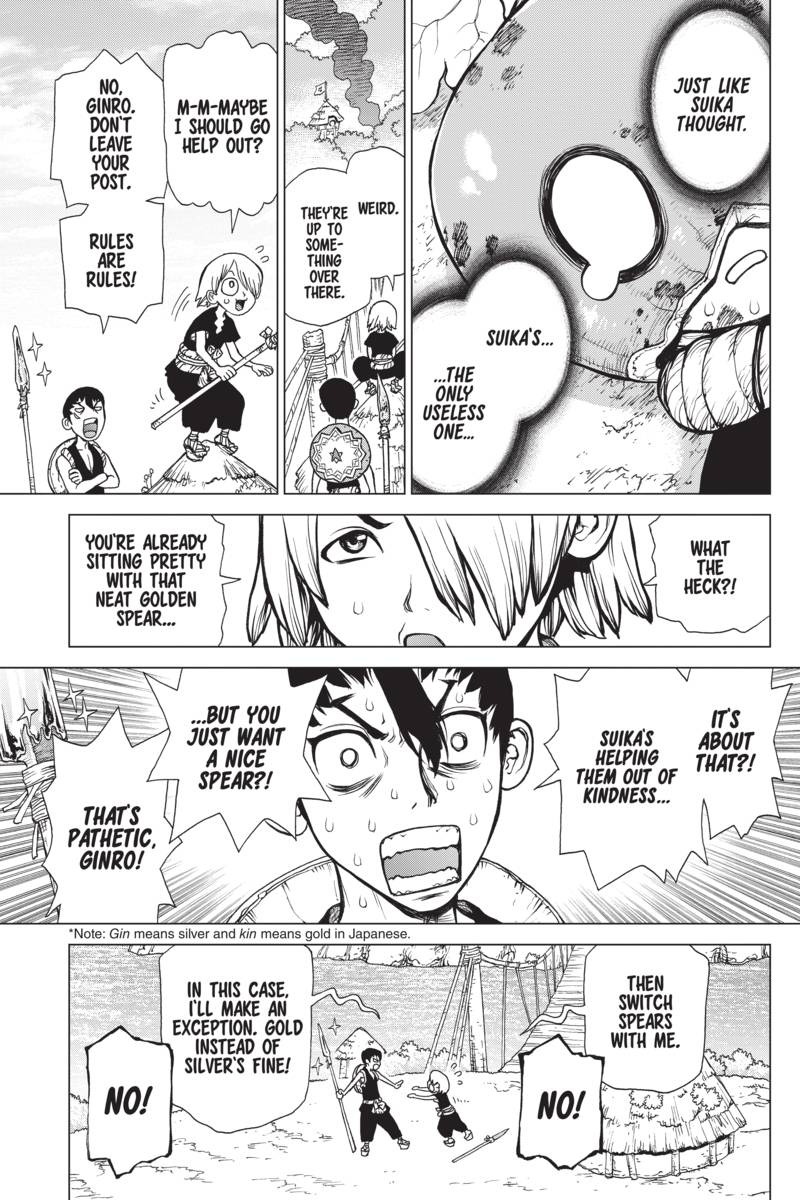 JUST LIKE
SUIKA
THOUGHT.
SUIKA'S...
...THE
ONLY
USELESS
ONE...
WEIRD.
THEY'RE
UP TO
SOME-
THING
OVER
THERE.
M-M-MAYBE
I SHOULD GO
HELP OUT?
NO,
GINRO.
DON'T
LEAVE
YOUR
POST.
RULES
ARE
RULES!
WHAT
THE
HECK?!
YOU'RE ALREADY
SITTING PRETTY
WITH THAT
NEAT GOLDEN
SPEAR...
IT'S
ABOUT
THAT?!
SUIKA'S
HELPING
THEM OUT OF
KINDNESS...
...BUT YOU
JUST WANT
A NICE
SPEAR?!
THAT'S
PATHETIC,
GINRO!
*Note: Gin means silver and kin means gold in Japanese.
THEN
SWITCH
SPEARS
WITH ME.
NO!
IN THIS CASE,
I'LL MAKE AN
EXCEPTION. GOLD
INSTEAD OF
SILVER'S FINE!
NO!